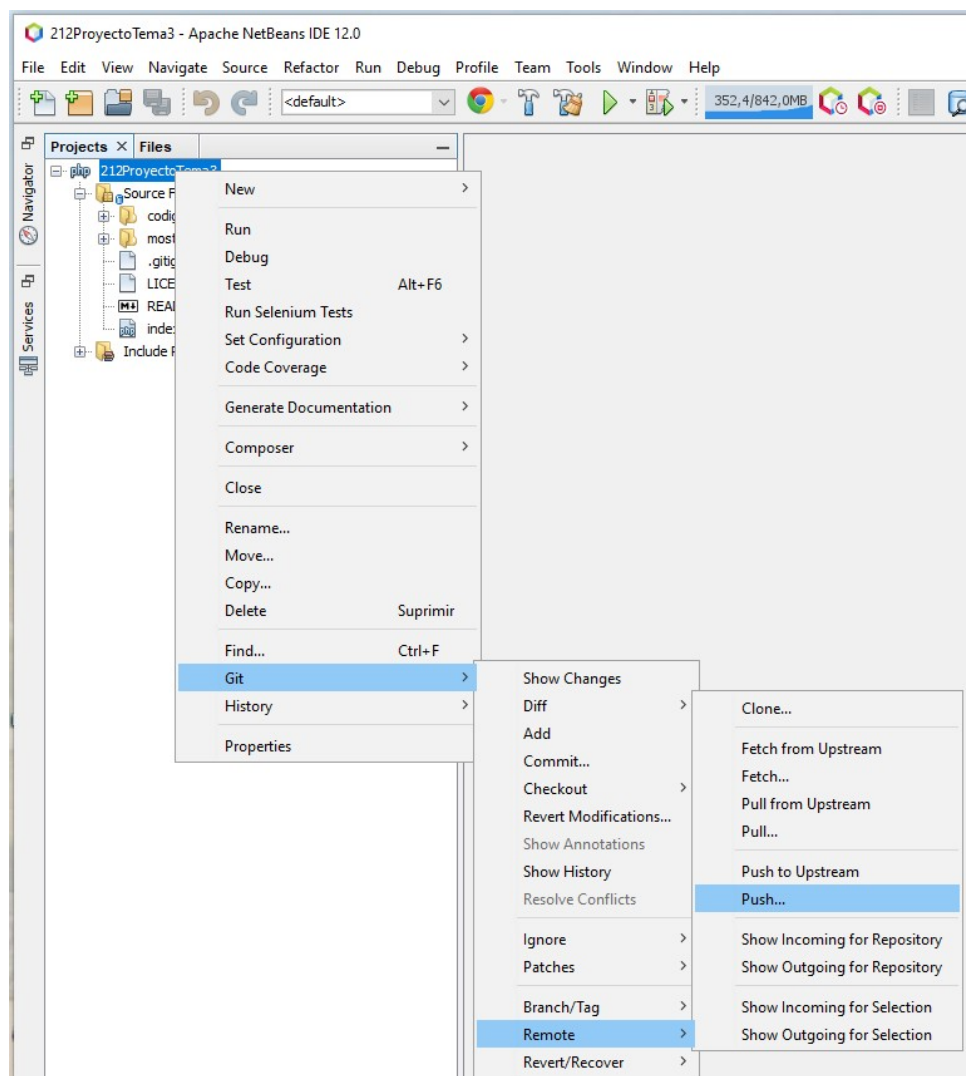 212ProyectoTema3 - Apache NetBeans IDE 12.0
File Edit View Navigate Source Refactor Run Debug Profile Team Tools Window Help
<default>
352,4/842,0MB
Projects
Files
Navigator
Services
php 212ProyectoTema3
Source F
codig
most
.gitig
LICE
REA
index
Include P
New
Run
Debug
Test Alt+F6
Run Selenium Tests
Set Configuration
Code Coverage
Generate Documentation
Composer
Close
Rename...
Move...
Copy...
Delete Suprimir
Find... Ctrl+F
Git
History
Properties
Show Changes
Diff
Add
Commit...
Checkout
Revert Modifications...
Show Annotations
Show History
Resolve Conflicts
Ignore
Patches
Branch/Tag
Remote
Revert/Recover
Clone...
Fetch from Upstream
Fetch...
Pull from Upstream
Pull...
Push to Upstream
Push...
Show Incoming for Repository
Show Outgoing for Repository
Show Incoming for Selection
Show Outgoing for Selection